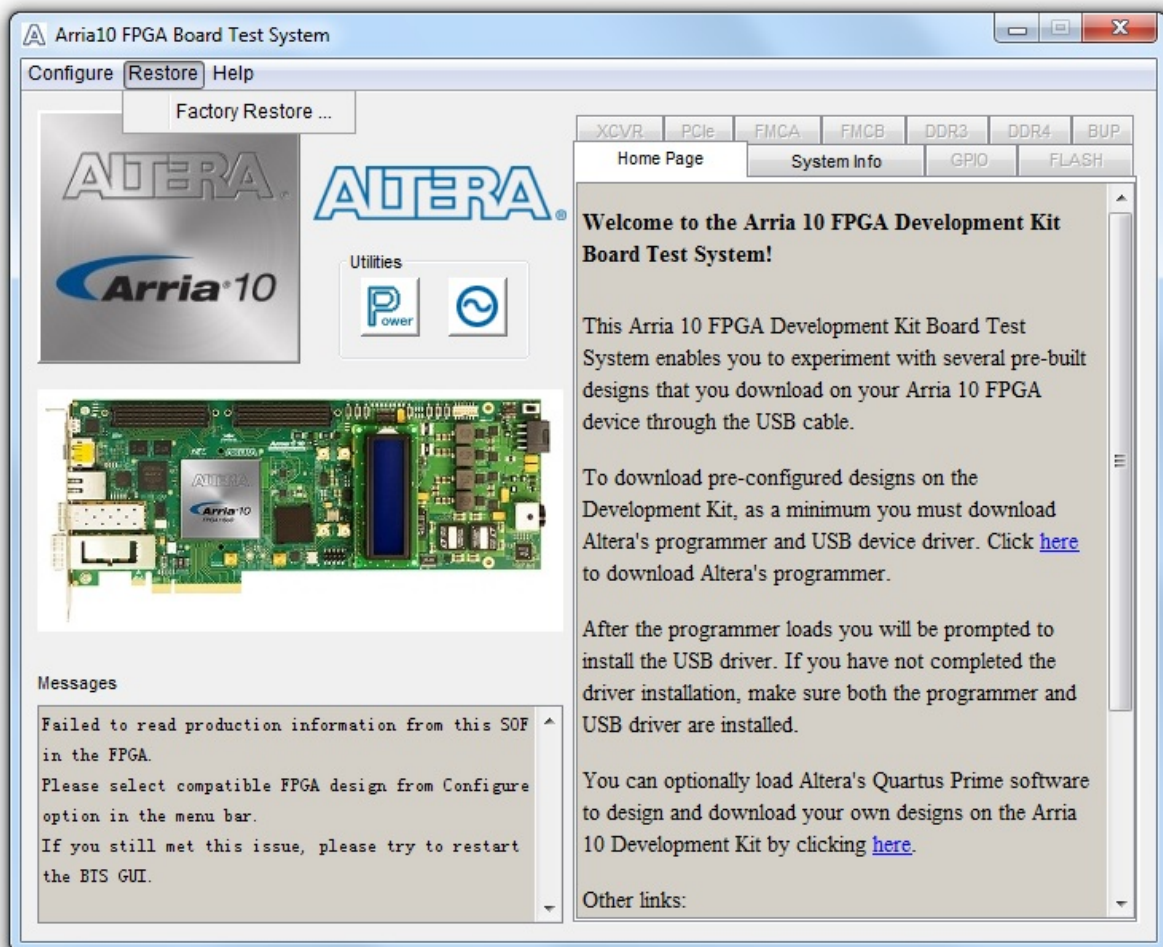 Arria10 FPGA Board Test System
Configure Restore Help
Factory Restore ...
ALTERA®
Arria® 10
ALTERA®
Utilities
Power
ALTERA
Arria 10
Messages
Failed to read production information from this SOF
in the FPGA.
Please select compatible FPGA design from Configure
option in the menu bar.
If you still met this issue, please try to restart
the BTS GUI.
XCVR PCIe FMCA FMCB DDR3 DDR4 BUP
Home Page System Info GPIO FLASH
Welcome to the Arria 10 FPGA Development Kit
Board Test System!
This Arria 10 FPGA Development Kit Board Test
System enables you to experiment with several pre-built
designs that you download on your Arria 10 FPGA
device through the USB cable.
To download pre-configured designs on the
Development Kit, as a minimum you must download
Altera's programmer and USB device driver. Click here
to download Altera's programmer.
After the programmer loads you will be prompted to
install the USB driver. If you have not completed the
driver installation, make sure both the programmer and
USB driver are installed.
You can optionally load Altera's Quartus Prime software
to design and download your own designs on the Arria
10 Development Kit by clicking here.
Other links: